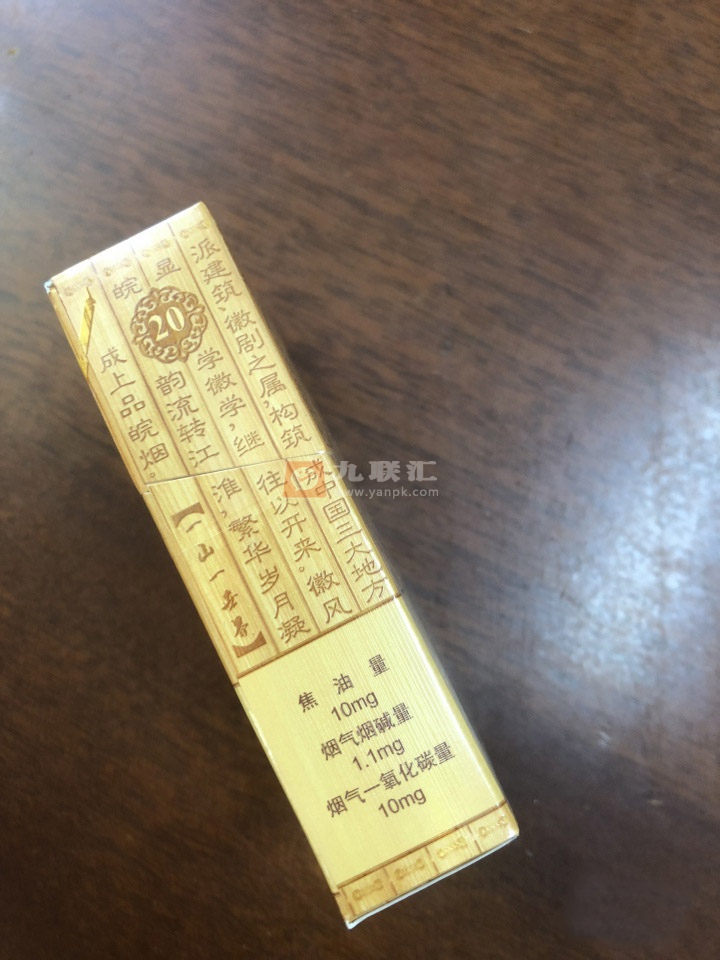 派建筑、徽剧之属,构筑成中国三大地方
显学徽学,继往以开来。徽风
皖韵流转江淮,繁华岁月凝
成上品皖烟。
【一山一世界】
20
焦油量
10mg
烟气烟碱量
1.1mg
烟气一氧化碳量
10mg
九联汇
www.yanpk.com